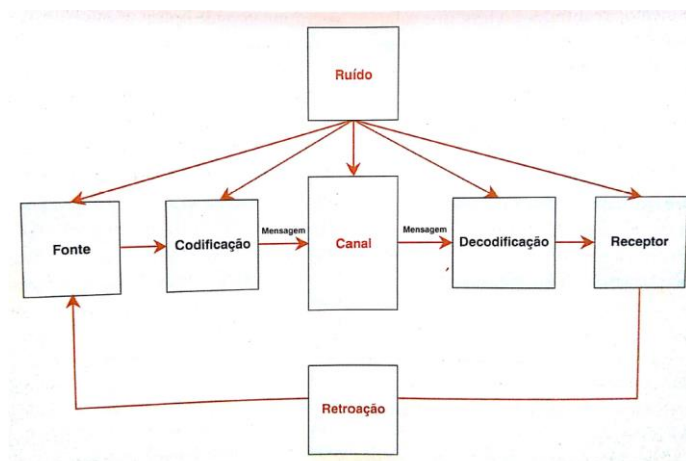 Ruído
Fonte
Codificação
Mensagem
Canal
Mensagem
Decodificação
Receptor
Retroação